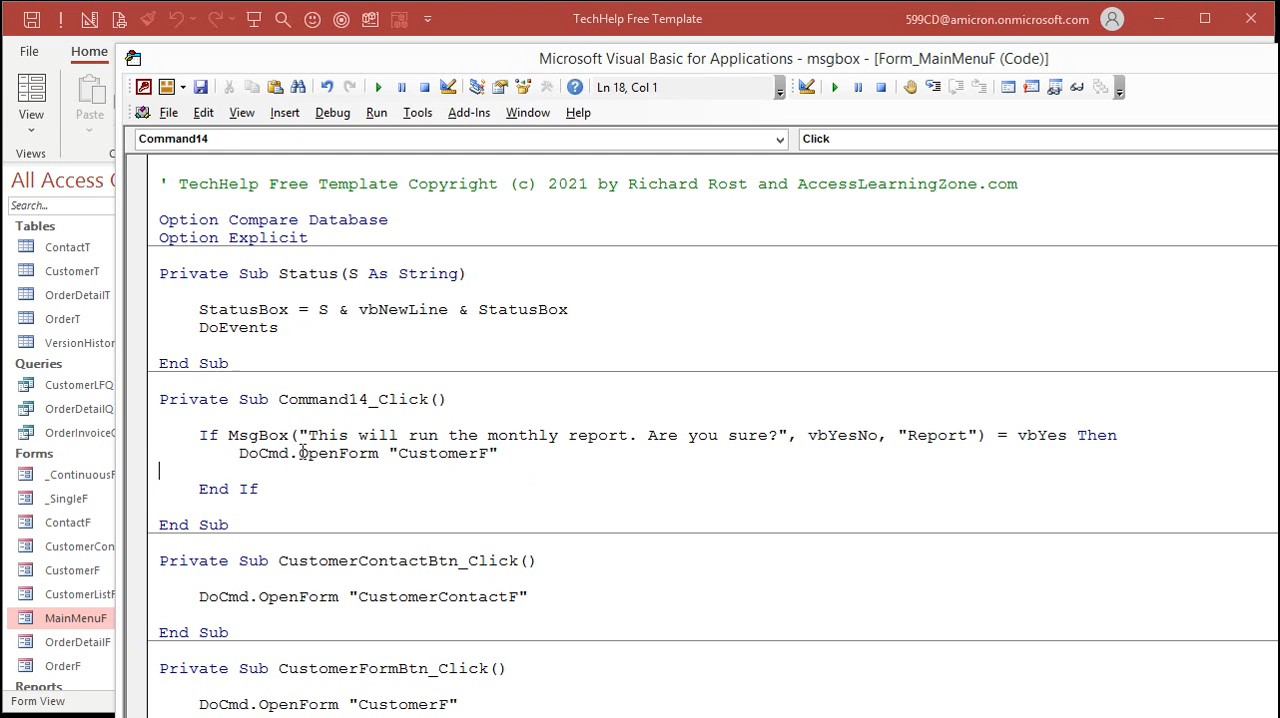 TechHelp Free Template
599CD@amicron.onmicrosoft.com
File
Home
View
Paste
Views
Microsoft Visual Basic for Applications - msgbox - [Form_MainMenuF (Code)]
Ln 18, Col 1
File Edit View Insert Debug Run Tools Add-Ins Window Help
Command14
Click
All Access
Search...
Tables
ContactT
CustomerT
OrderDetailT
OrderT
VersionHistor
Queries
CustomerLFQ
OrderDetailQ
OrderInvoiceQ
Forms
_ContinuousF
_SingleF
ContactF
CustomerCon
CustomerF
CustomerListF
MainMenuF
OrderDetailF
OrderF
Reports
Form View
' TechHelp Free Template Copyright (c) 2021 by Richard Rost and AccessLearningZone.com
Option Compare Database
Option Explicit
Private Sub Status(S As String)
StatusBox = S & vbNewLine & StatusBox
DoEvents
End Sub
Private Sub Command14_Click()
If MsgBox("This will run the monthly report. Are you sure?", vbYesNo, "Report") = vbYes Then
DoCmd.OpenForm "CustomerF"
End If
End Sub
Private Sub CustomerContactBtn_Click()
DoCmd.OpenForm "CustomerContactF"
End Sub
Private Sub CustomerFormBtn_Click()
DoCmd.OpenForm "CustomerF"